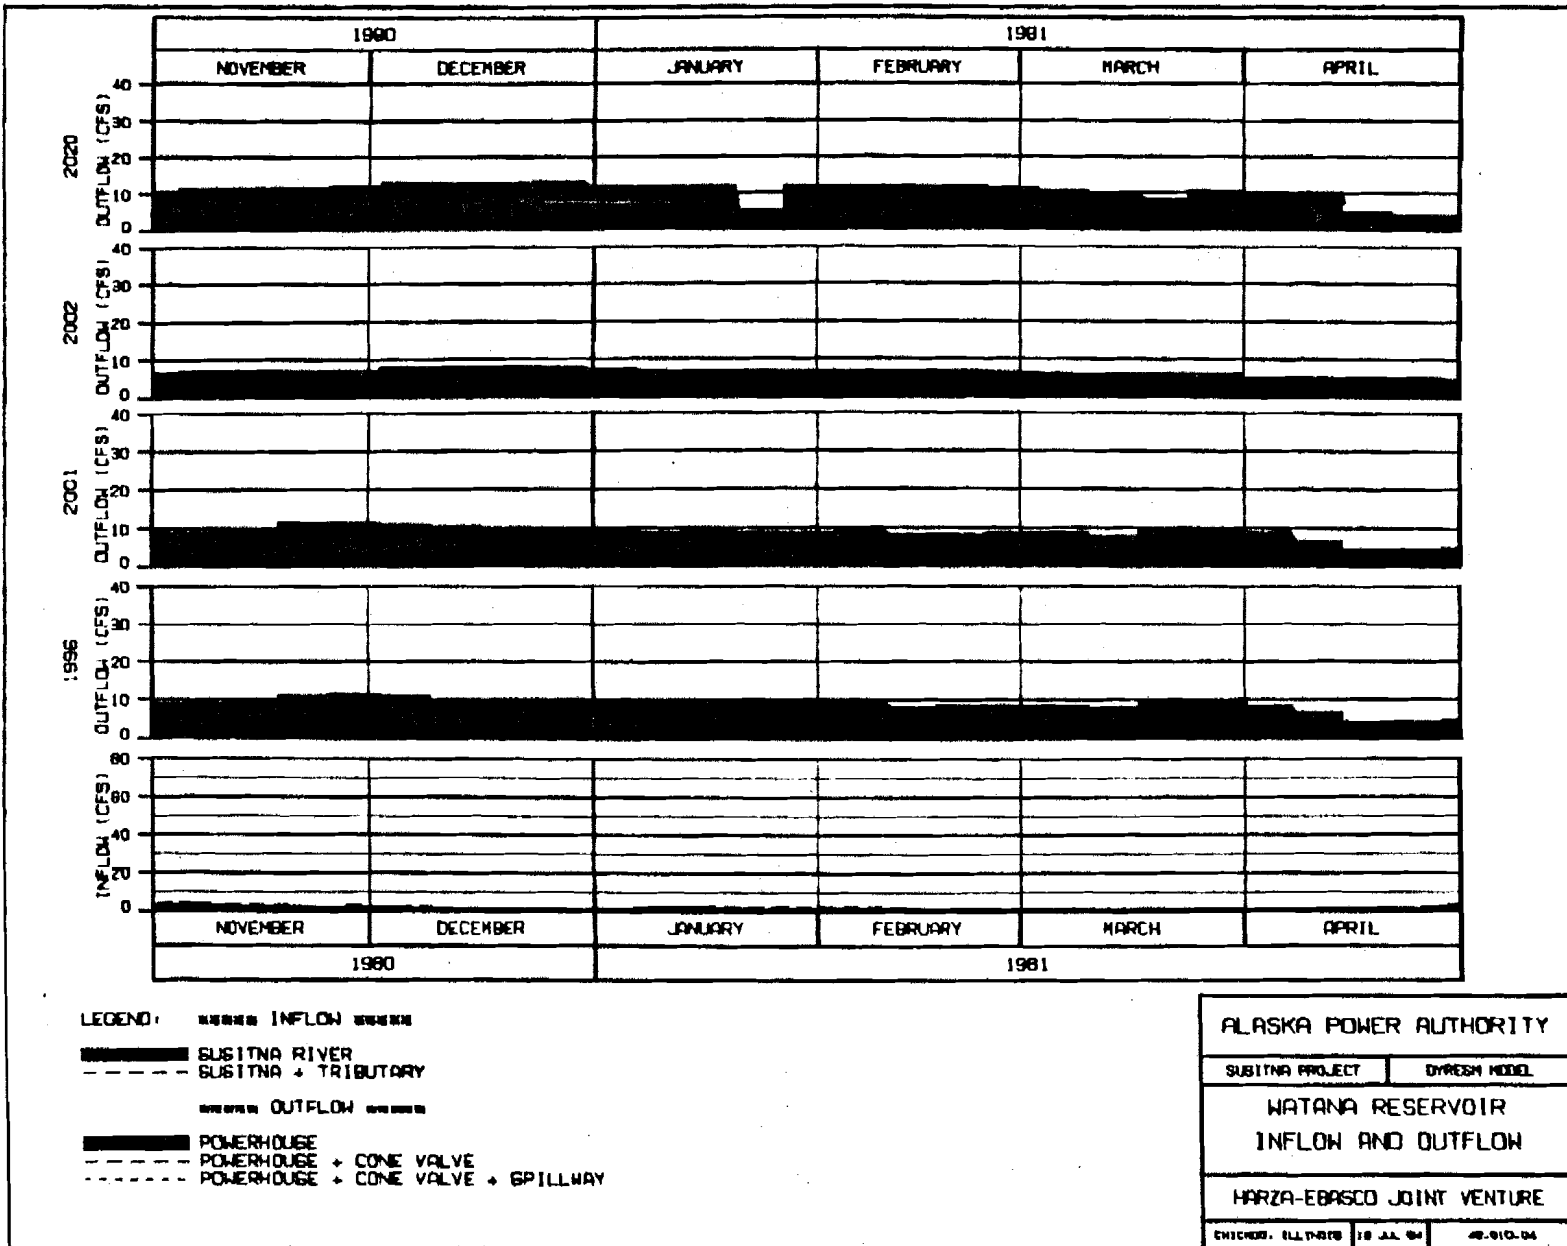 1980 1981
NOVEMBER DECEMBER JANUARY FEBRUARY MARCH APRIL
2020
OUTFLOW (CFS)
40
30
20
10
0
2002
OUTFLOW (CFS)
40
30
20
10
0
2001
OUTFLOW (CFS)
40
30
20
10
0
1996
OUTFLOW (CFS)
40
30
20
10
0
INFLOW (CFS)
80
60
40
20
0
NOVEMBER DECEMBER JANUARY FEBRUARY MARCH APRIL
1980 1981
LEGEND: ***** INFLOW *****
SUSITNA RIVER
SUSITNA + TRIBUTARY
***** OUTFLOW *****
POWERHOUSE
POWERHOUSE + CONE VALVE
POWERHOUSE + CONE VALVE + SPILLWAY
ALASKA POWER AUTHORITY
SUSITNA PROJECT DYRESM MODEL
WATANA RESERVOIR
INFLOW AND OUTFLOW
HARZA-EBASCO JOINT VENTURE
CHICAGO, ILLINOIS